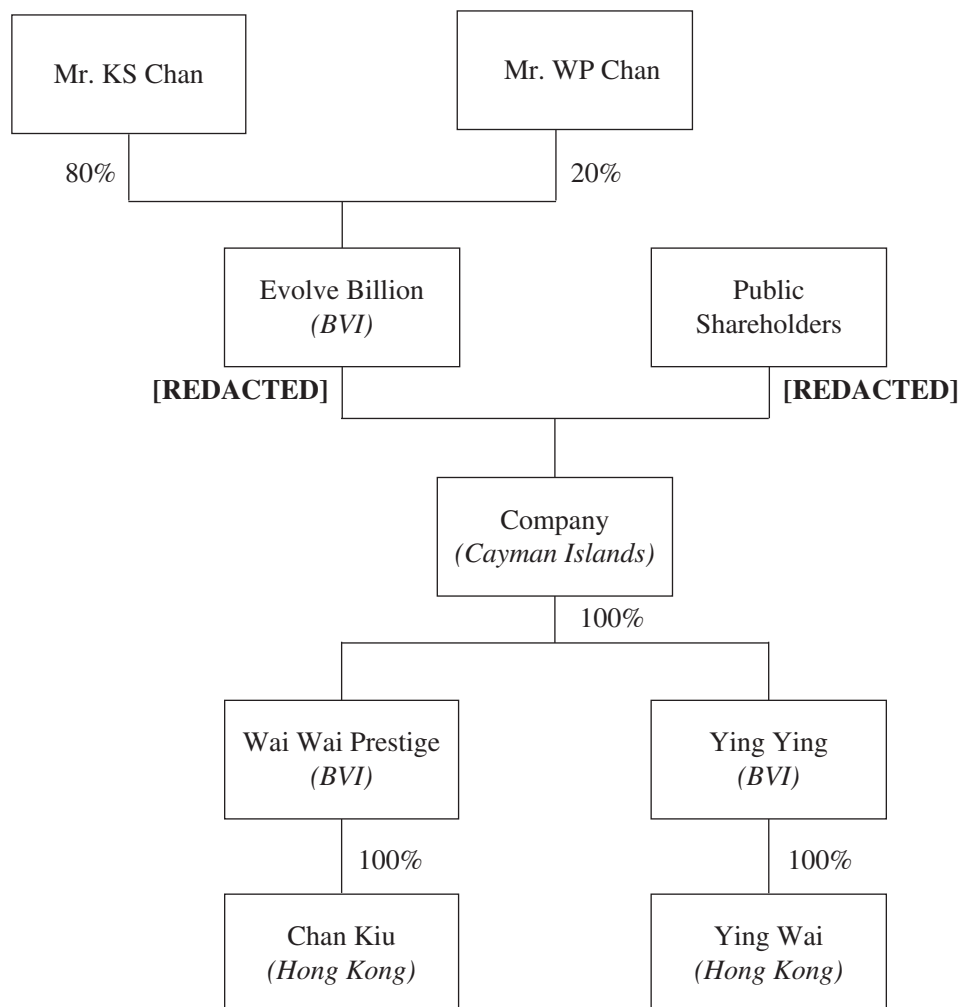 Mr. KS Chan
Mr. WP Chan
80%
20%
Evolve Billion
(BVI)
Public
Shareholders
[REDACTED]
[REDACTED]
Company
(Cayman Islands)
100%
Wai Wai Prestige
(BVI)
Ying Ying
(BVI)
100%
100%
Chan Kiu
(Hong Kong)
Ying Wai
(Hong Kong)